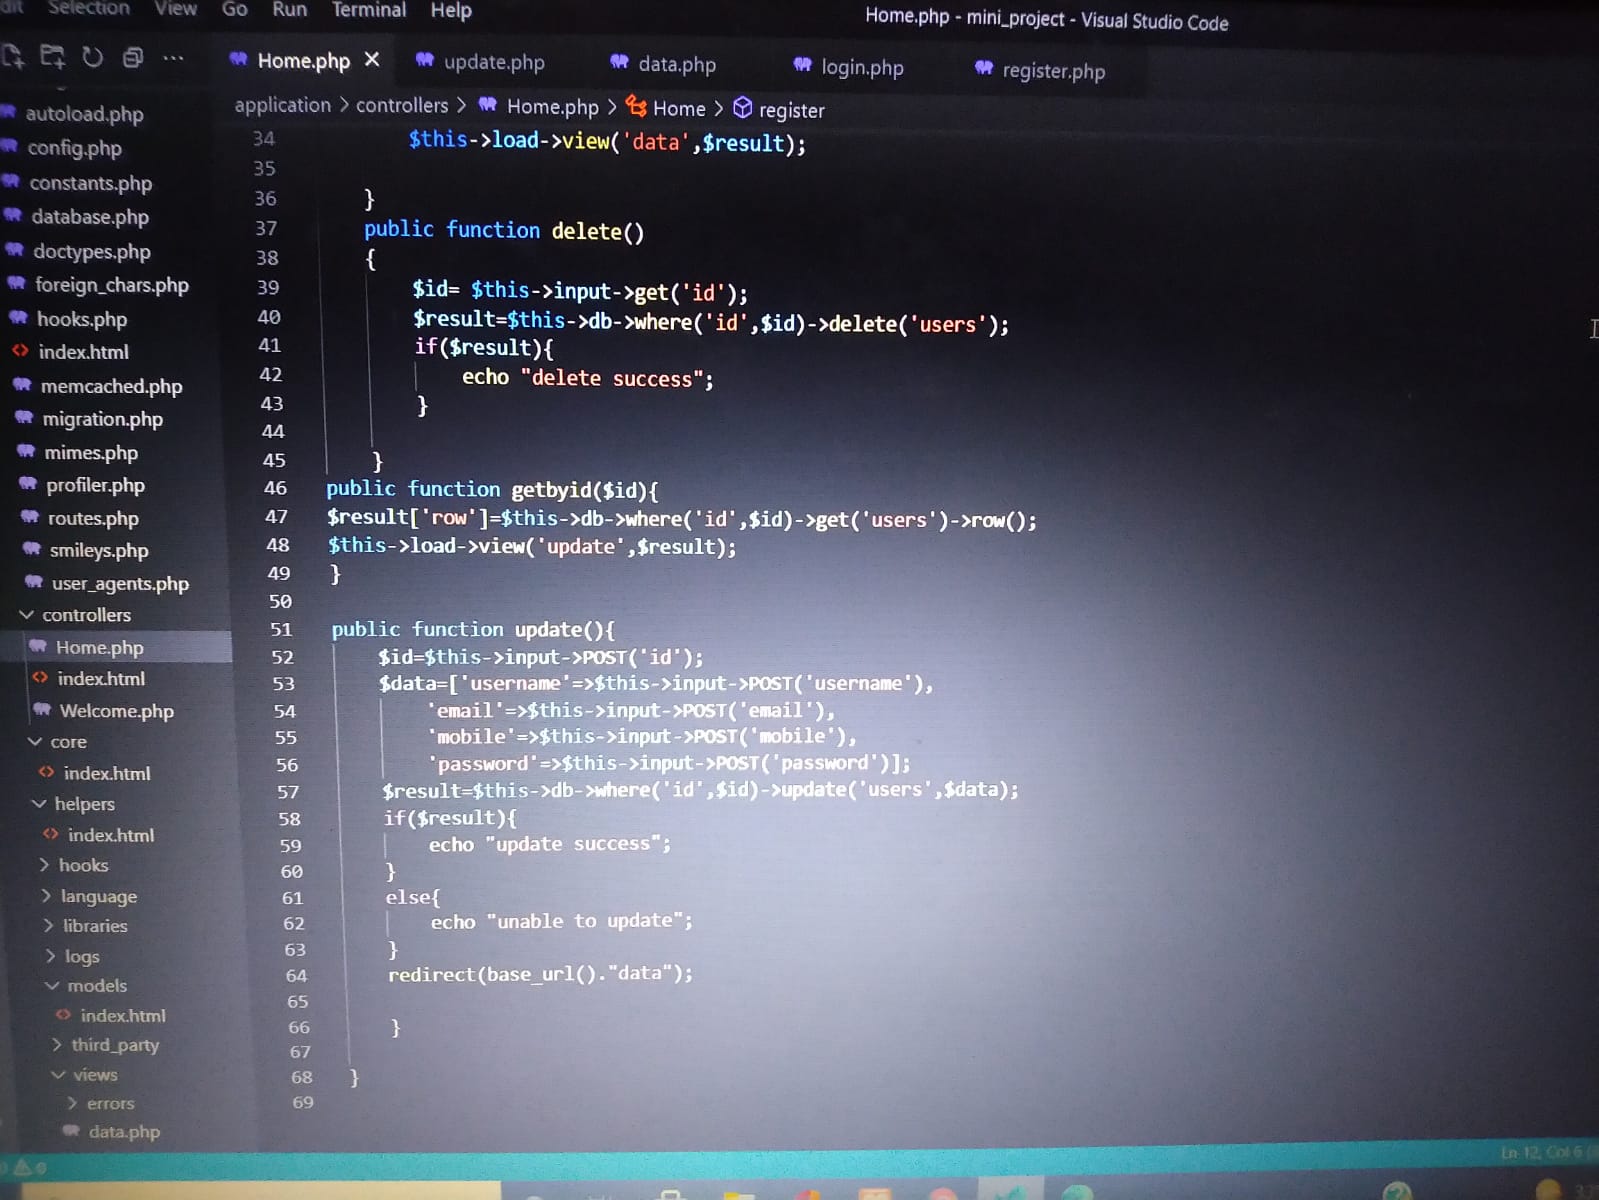 Selection View Go Run Terminal Help
Home.php - mini_project - Visual Studio Code
Home.php update.php data.php login.php register.php
application > controllers > Home.php > Home > register
autoload.php
config.php
constants.php
database.php
doctypes.php
foreign_chars.php
hooks.php
index.html
memcached.php
migration.php
mimes.php
profiler.php
routes.php
smileys.php
user_agents.php
controllers
Home.php
index.html
Welcome.php
core
index.html
helpers
index.html
hooks
language
libraries
logs
models
index.html
third_party
views
errors
data.php
34 $this->load->view('data',$result);
35
36 }
37 public function delete()
38 {
39 $id= $this->input->get('id');
40 $result=$this->db->where('id',$id)->delete('users');
41 if($result){
42 echo "delete success";
43 }
44
45 }
46 public function getbyid($id){
47 $result['row']=$this->db->where('id',$id)->get('users')->row();
48 $this->load->view('update',$result);
49 }
50
51 public function update(){
52 $id=$this->input->POST('id');
53 $data=['username'=>$this->input->POST('username'),
54 'email'=>$this->input->POST('email'),
55 'mobile'=>$this->input->POST('mobile'),
56 'password'=>$this->input->POST('password')];
57 $result=$this->db->where('id',$id)->update('users',$data);
58 if($result){
59 echo "update success";
60 }
61 else{
62 echo "unable to update";
63 }
64 redirect(base_url()."data");
65
66 }
67
68 }
69
Ln 12, Col 6